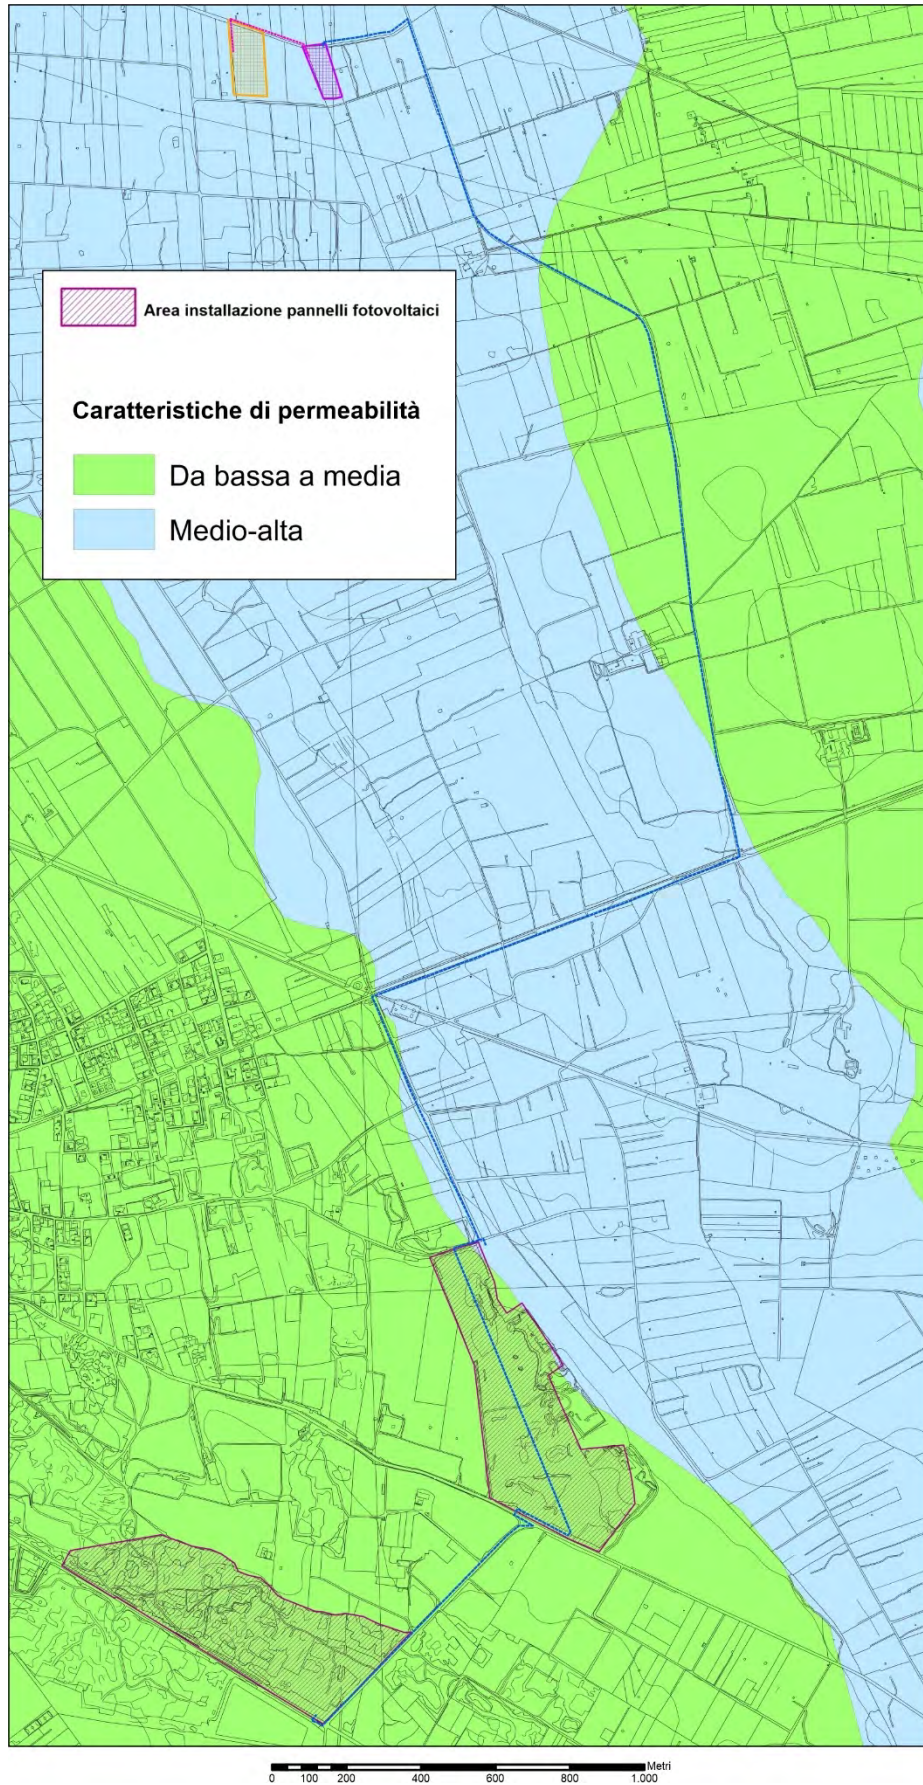 Area installazione pannelli fotovoltaici
Caratteristiche di permeabilità
Da bassa a media
Medio-alta
Metri
0 100 200 400 600 800 1.000